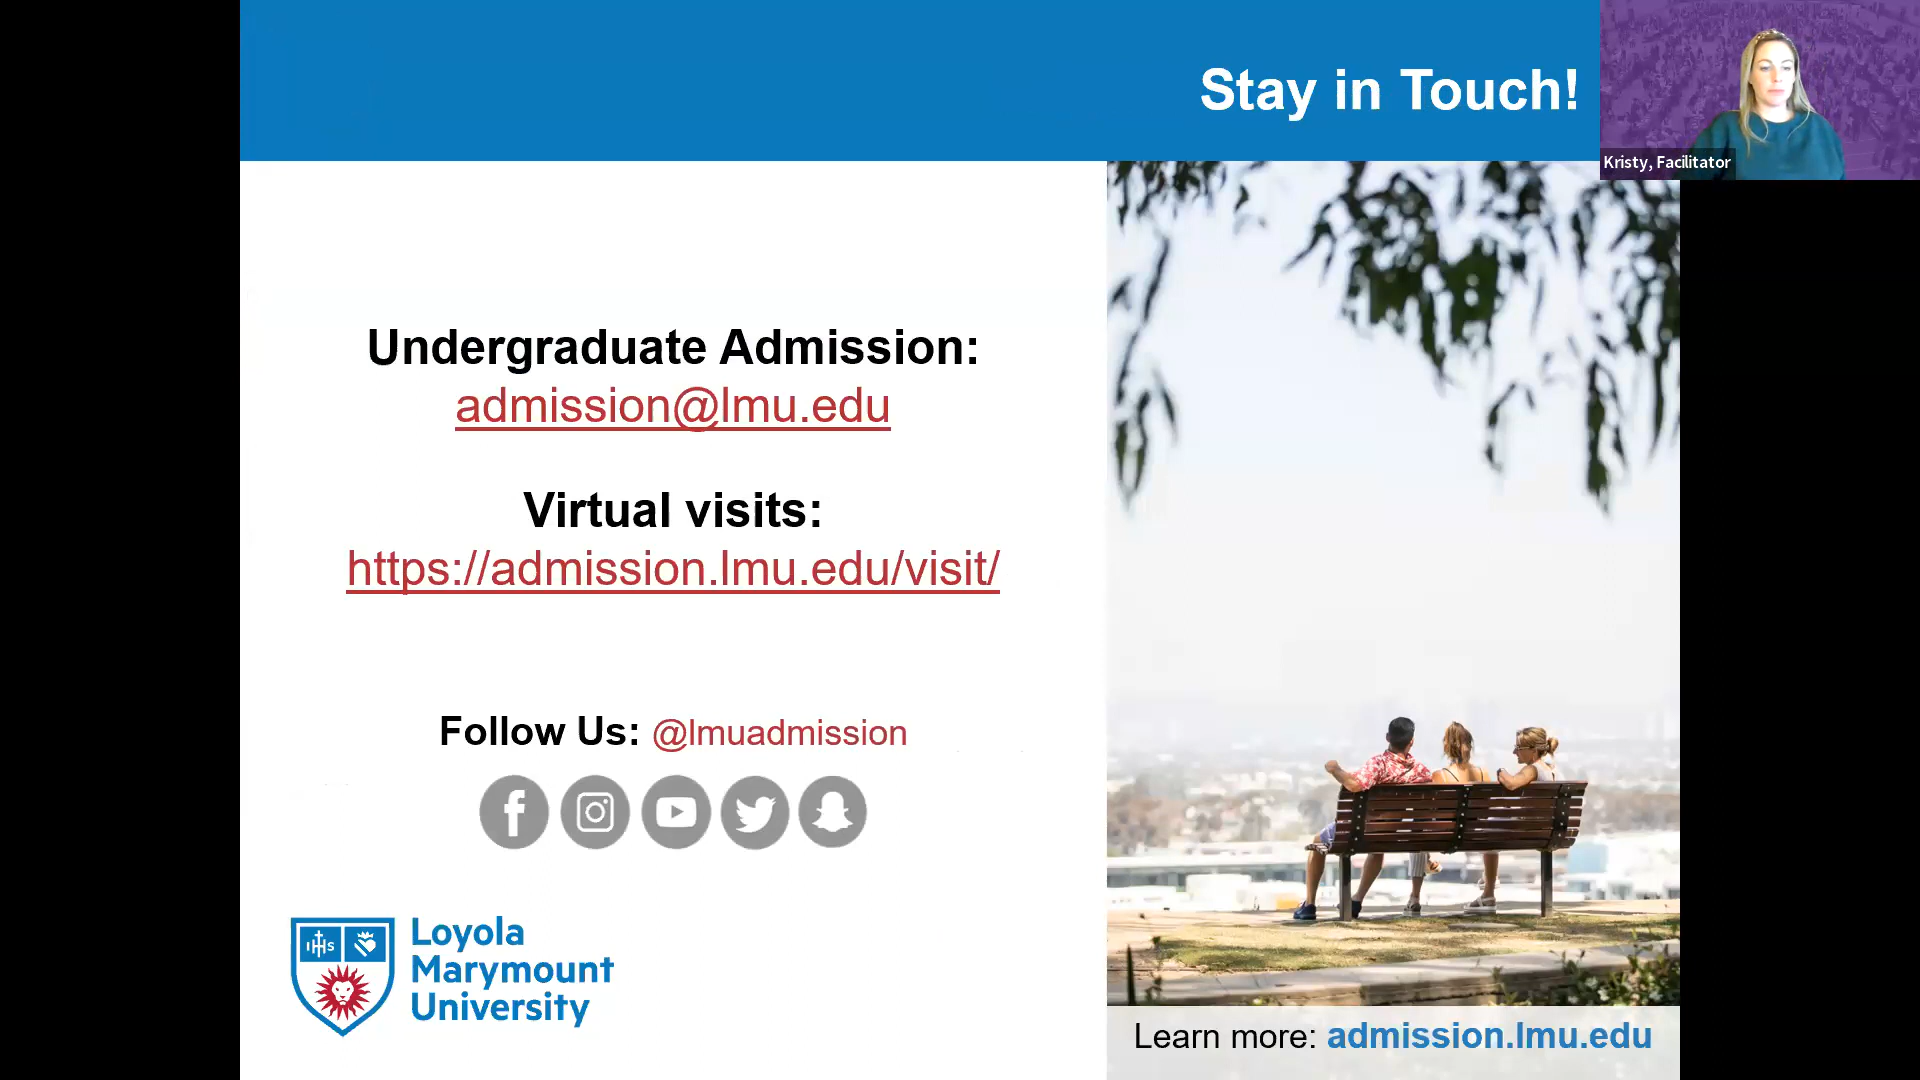 Stay in Touch!
Kristy, Facilitator
Undergraduate Admission:
admission@lmu.edu
Virtual visits:
https://admission.lmu.edu/visit/
Follow Us: @lmuadmission
IHS
Loyola
Marymount
University
Learn more: admission.lmu.edu